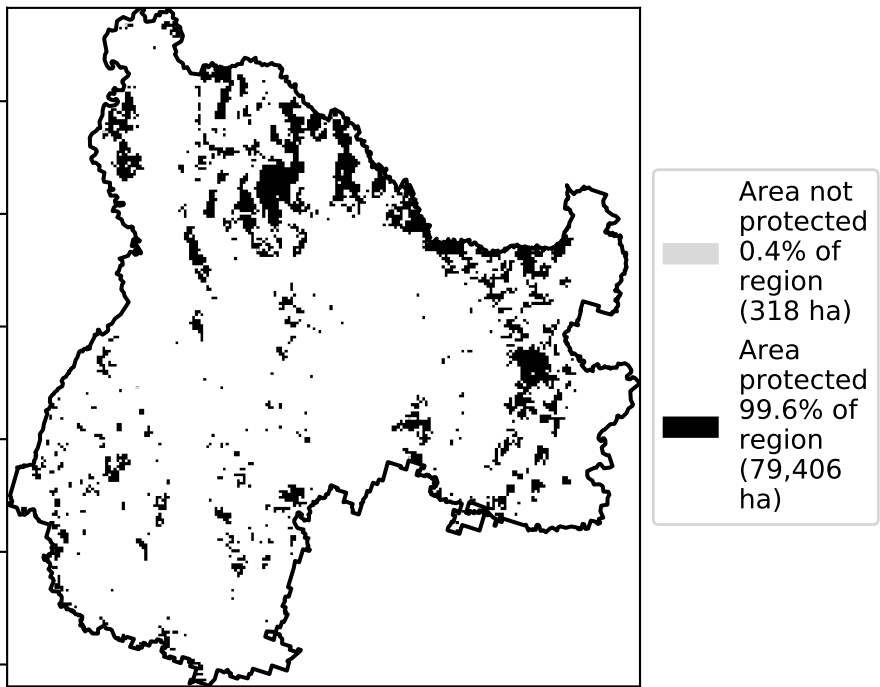 Area not
protected
0.4% of
region
(318 ha)
Area
protected
99.6% of
region
(79,406
ha)